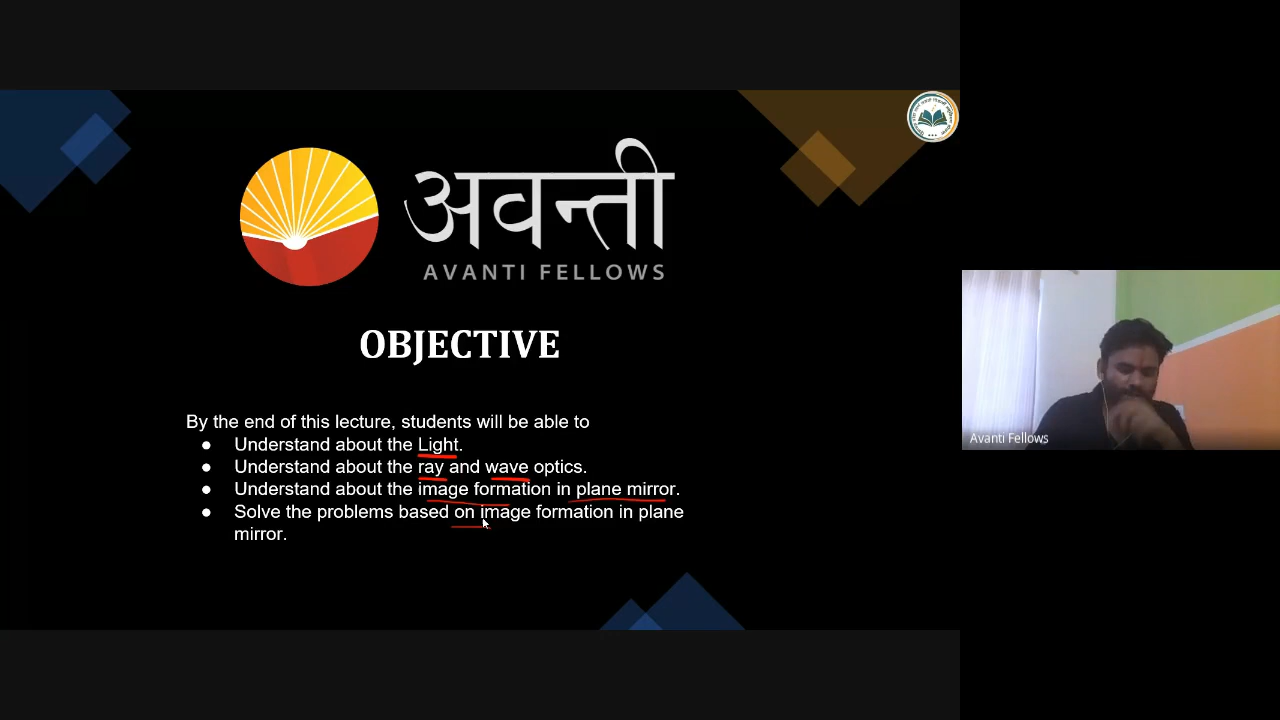 अवन्ती
AVANTI FELLOWS
OBJECTIVE
By the end of this lecture, students will be able to
● Understand about the Light.
● Understand about the ray and wave optics.
● Understand about the image formation in plane mirror.
● Solve the problems based on image formation in plane
mirror.
Avanti Fellows